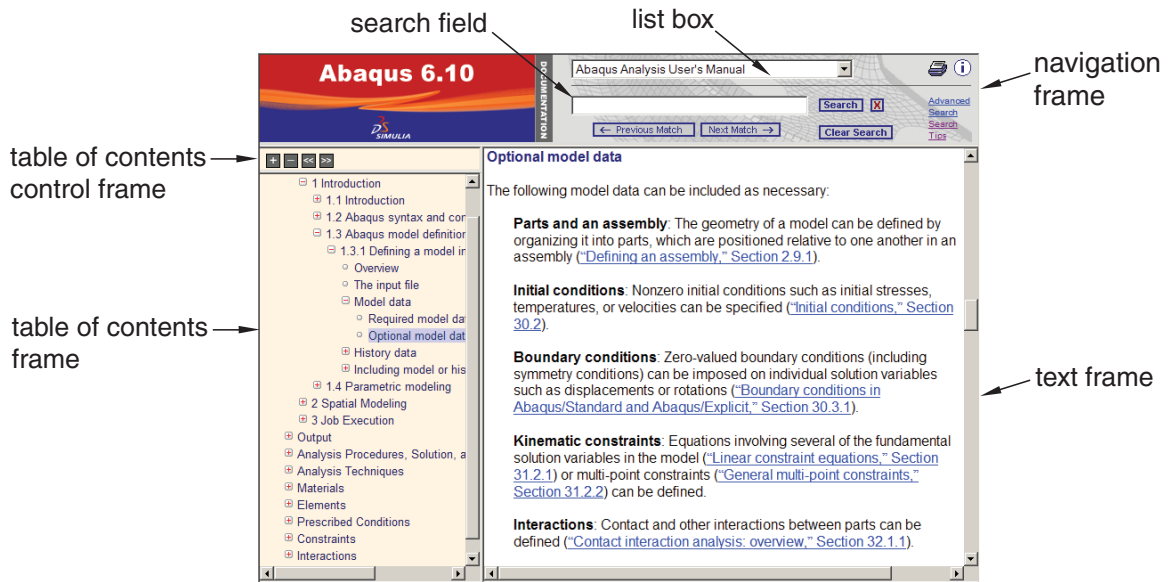 search field
list box
navigation
frame
table of contents
control frame
table of contents
frame
text frame
Abaqus 6.10
DS
SIMULIA
DOCUMENTATION
Abaqus Analysis User's Manual
Search X
← Previous Match Next Match →
Clear Search
Advanced
Search
Search
Tips
+ − << >>
1 Introduction
1.1 Introduction
1.2 Abaqus syntax and con
1.3 Abaqus model definition
1.3.1 Defining a model in
Overview
The input file
Model data
Required model dat
Optional model dat
History data
Including model or his
1.4 Parametric modeling
2 Spatial Modeling
3 Job Execution
Output
Analysis Procedures, Solution, a
Analysis Techniques
Materials
Elements
Prescribed Conditions
Constraints
Interactions
Optional model data
The following model data can be included as necessary:
Parts and an assembly: The geometry of a model can be defined by
organizing it into parts, which are positioned relative to one another in an
assembly (“Defining an assembly,” Section 2.9.1).
Initial conditions: Nonzero initial conditions such as initial stresses,
temperatures, or velocities can be specified (“Initial conditions,” Section
30.2).
Boundary conditions: Zero-valued boundary conditions (including
symmetry conditions) can be imposed on individual solution variables
such as displacements or rotations (“Boundary conditions in
Abaqus/Standard and Abaqus/Explicit,” Section 30.3.1).
Kinematic constraints: Equations involving several of the fundamental
solution variables in the model (“Linear constraint equations,” Section
31.2.1) or multi-point constraints (“General multi-point constraints,”
Section 31.2.2) can be defined.
Interactions: Contact and other interactions between parts can be
defined (“Contact interaction analysis: overview,” Section 32.1.1).